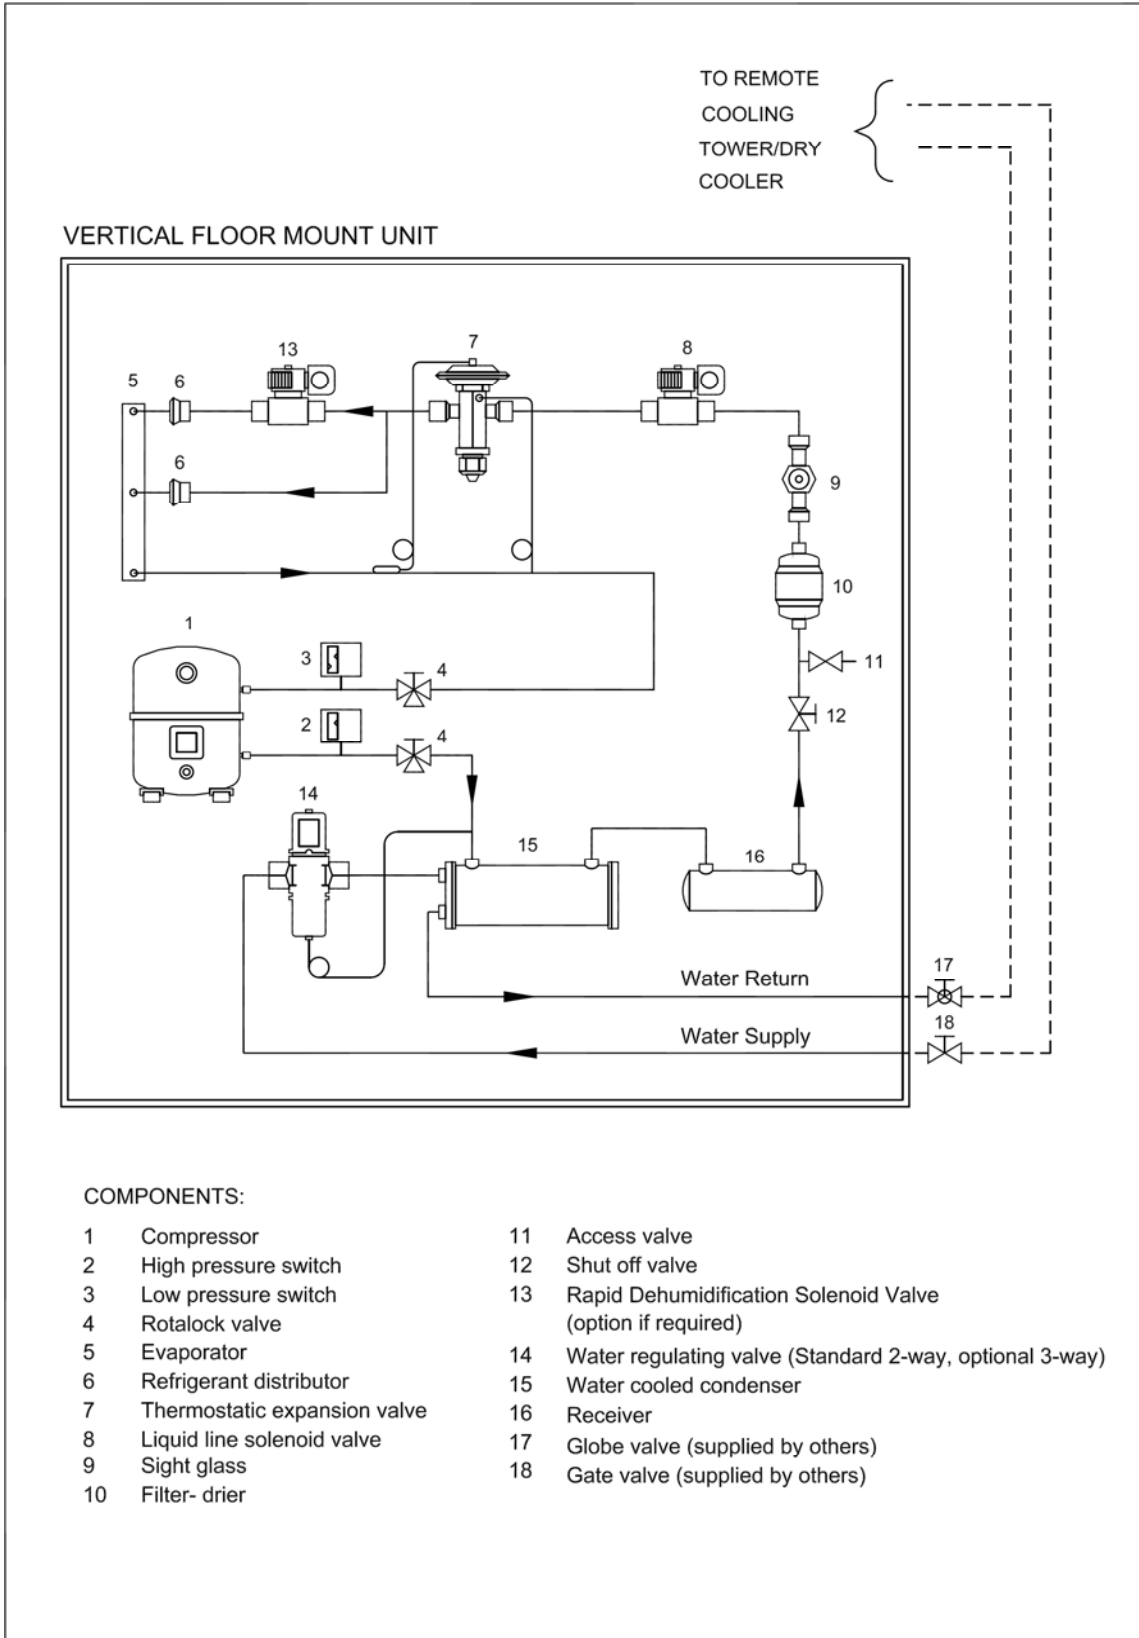 TO REMOTE
COOLING
TOWER/DRY
COOLER
VERTICAL FLOOR MOUNT UNIT
7
8
13
5
6
6
9
10
1
3
4
11
2
4
12
14
15
16
Water Return
17
Water Supply
18
COMPONENTS:
1 Compressor
2 High pressure switch
3 Low pressure switch
4 Rotalock valve
5 Evaporator
6 Refrigerant distributor
7 Thermostatic expansion valve
8 Liquid line solenoid valve
9 Sight glass
10 Filter- drier
11 Access valve
12 Shut off valve
13 Rapid Dehumidification Solenoid Valve
(option if required)
14 Water regulating valve (Standard 2-way, optional 3-way)
15 Water cooled condenser
16 Receiver
17 Globe valve (supplied by others)
18 Gate valve (supplied by others)